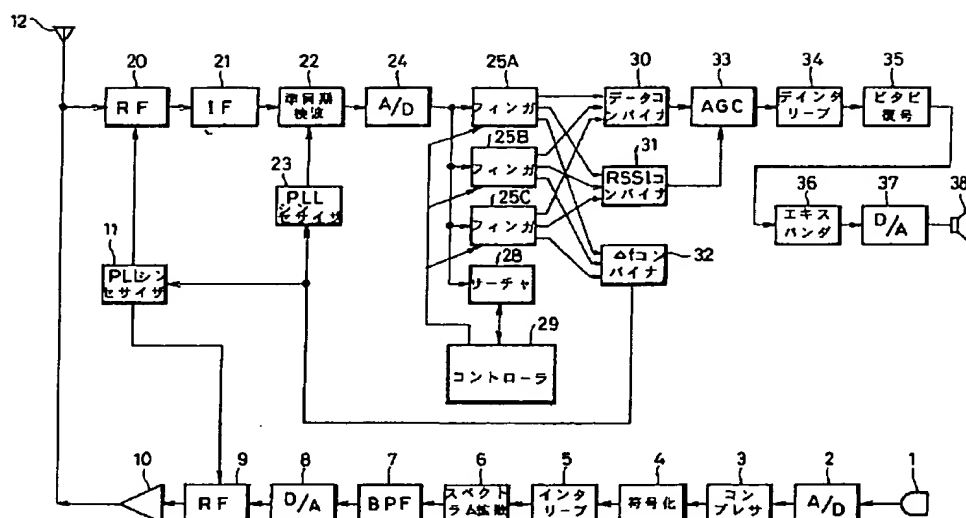 12
20
21
22
24
25A
30
33
34
35
RF
IF
準同期
検波
A/D
フィンガ
データコ
ンバイナ
AGC
デインタ
リーブ
ビタビ
復号
25B
フィンガ
31
RSSIコ
ンバイナ
23
PLL
シン
セサイザ
25C
フィンガ
36
エキス
パンダ
37
D/A
38
11
PLLシン
セサイザ
28
サーチャ
Δfコン
バイナ
32
29
コントローラ
10
9
RF
8
D/A
7
BPF
6
スペクト
ラム拡散
5
インタ
リーブ
4
符号化
3
コン
プレサ
2
A/D
1